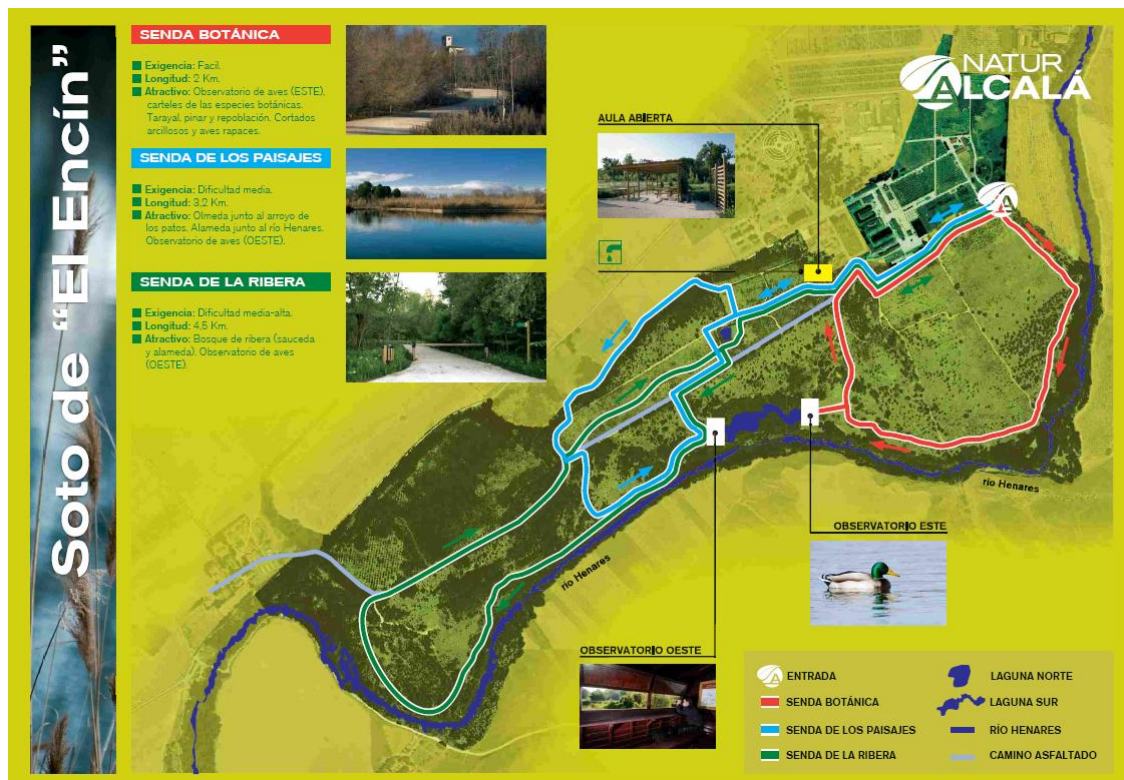 Soto de "El Encín"
SENDA BOTÁNICA
Exigencia: Facil.
Longitud: 2 Km.
Atractivo: Observatorio de aves (ESTE),
carteles de las especies botánicas.
Tarayal, pinar y repoblación. Cortados
arcillosos y aves rapaces.
SENDA DE LOS PAISAJES
Exigencia: Dificultad media.
Longitud: 3,2 Km.
Atractivo: Olmeda junto al arroyo de
los patos. Alameda junto al río Henares.
Observatorio de aves (OESTE).
SENDA DE LA RIBERA
Exigencia: Dificultad media-alta.
Longitud: 4,5 Km.
Atractivo: Bosque de ribera (sauceda
y alameda). Observatorio de aves
(OESTE).
NATUR
ALCALÁ
AULA ABIERTA
río Henares
OBSERVATORIO ESTE
río Henares
OBSERVATORIO OESTE
ENTRADA
SENDA BOTÁNICA
SENDA DE LOS PAISAJES
SENDA DE LA RIBERA
LAGUNA NORTE
LAGUNA SUR
RÍO HENARES
CAMINO ASFALTADO